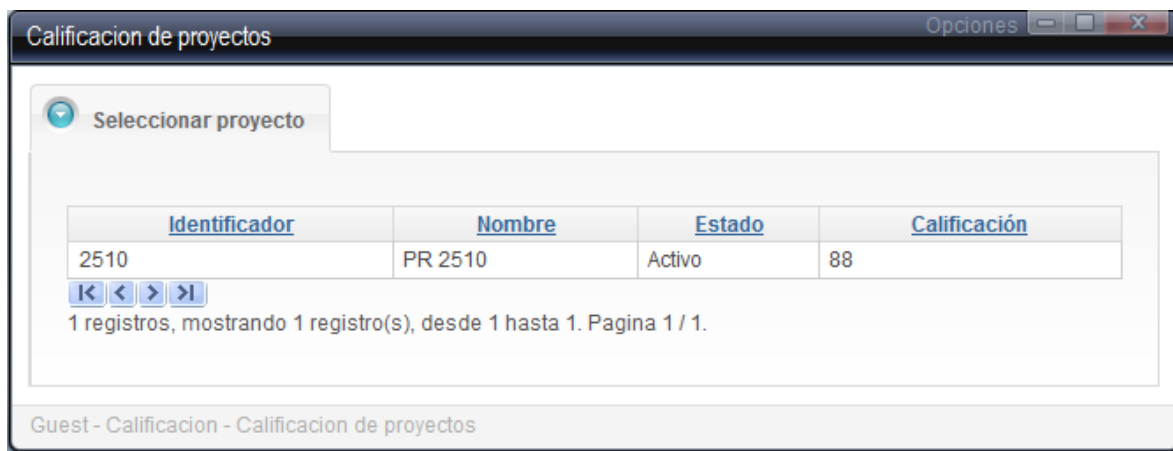 Calificacion de proyectos Opciones
Seleccionar proyecto
Identificador Nombre Estado Calificación
2510 PR 2510 Activo 88
1 registros, mostrando 1 registro(s), desde 1 hasta 1. Pagina 1 / 1.
Guest - Calificacion - Calificacion de proyectos